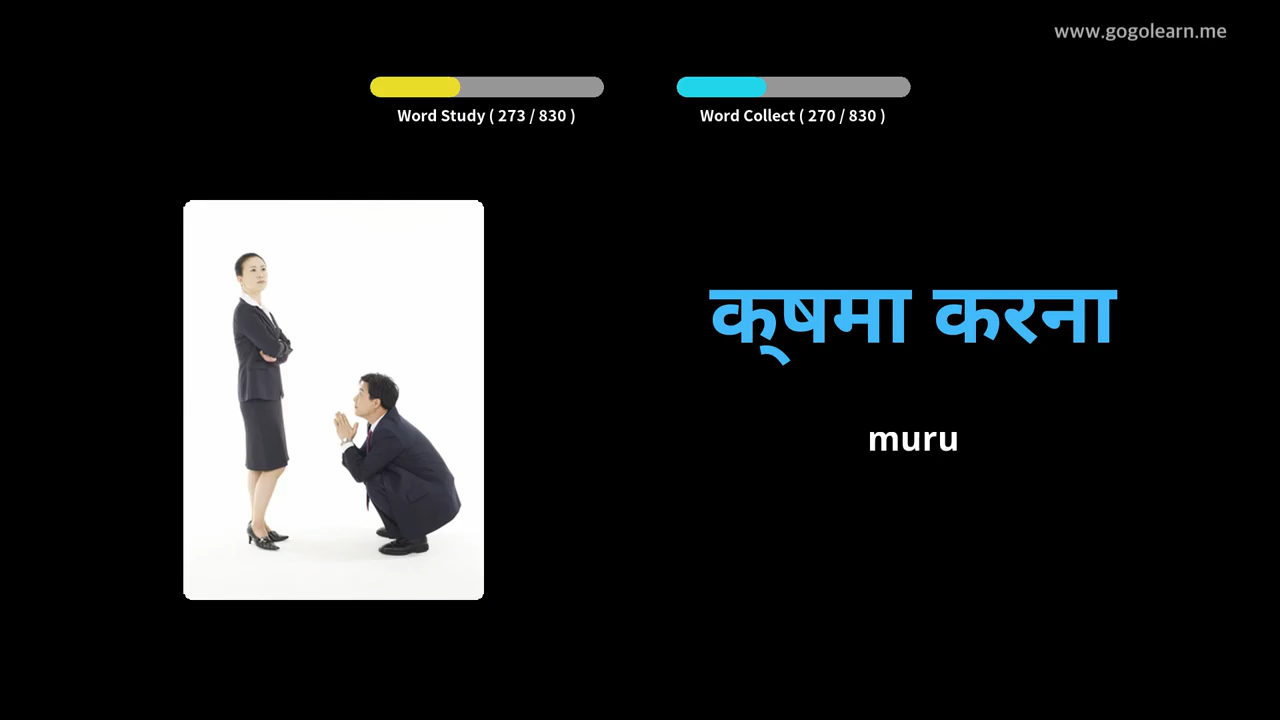 www.gogolearn.me
Word Study ( 273 / 830 )
Word Collect ( 270 / 830 )
क्षमा करना
muru